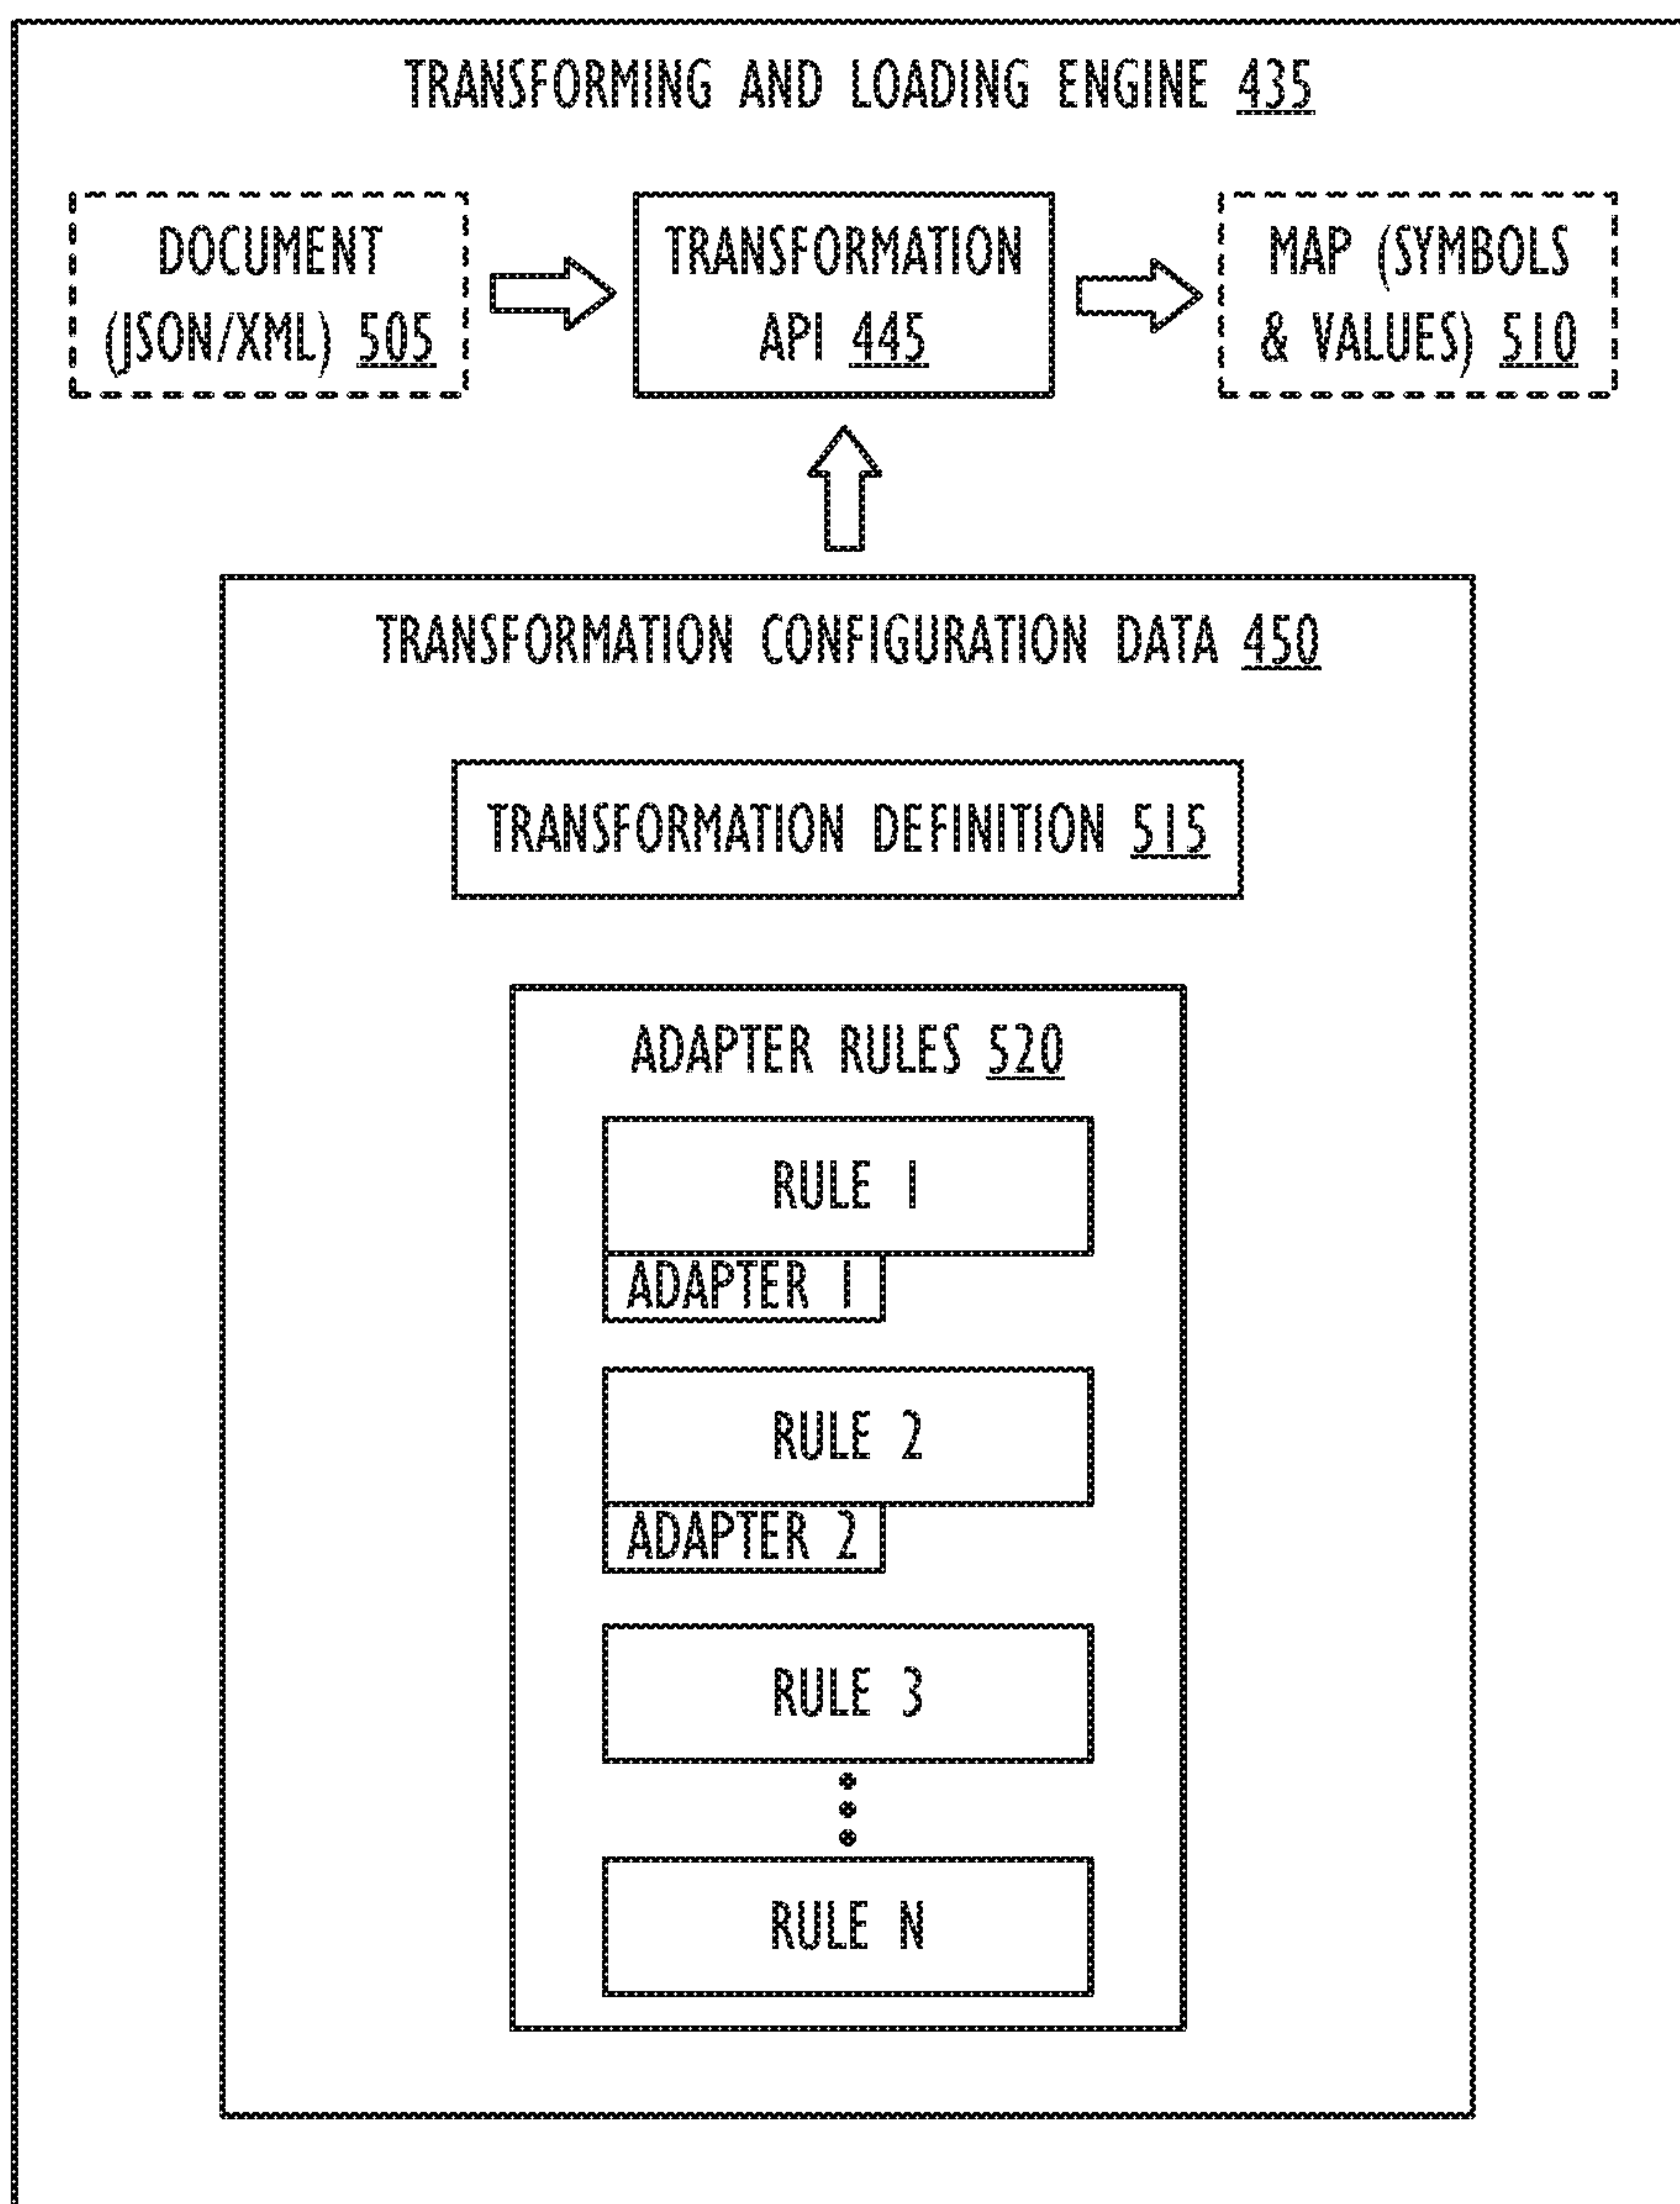 TRANSFORMING AND LOADING ENGINE 435
DOCUMENT
(JSON/XML) 505
TRANSFORMATION
API 445
MAP (SYMBOLS
& VALUES) 510
TRANSFORMATION CONFIGURATION DATA 450
TRANSFORMATION DEFINITION 515
ADAPTER RULES 520
RULE 1
ADAPTER 1
RULE 2
ADAPTER 2
RULE 3
RULE N